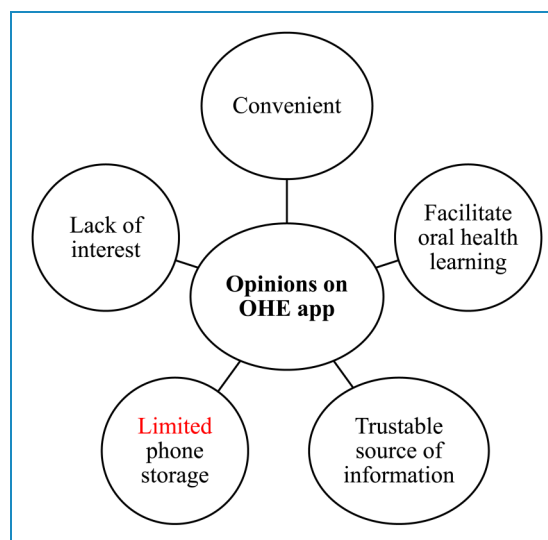 Convenient
Lack of
interest
Facilitate
oral health
learning
Opinions on
OHE app
Limited
phone
storage
Trustable
source of
information